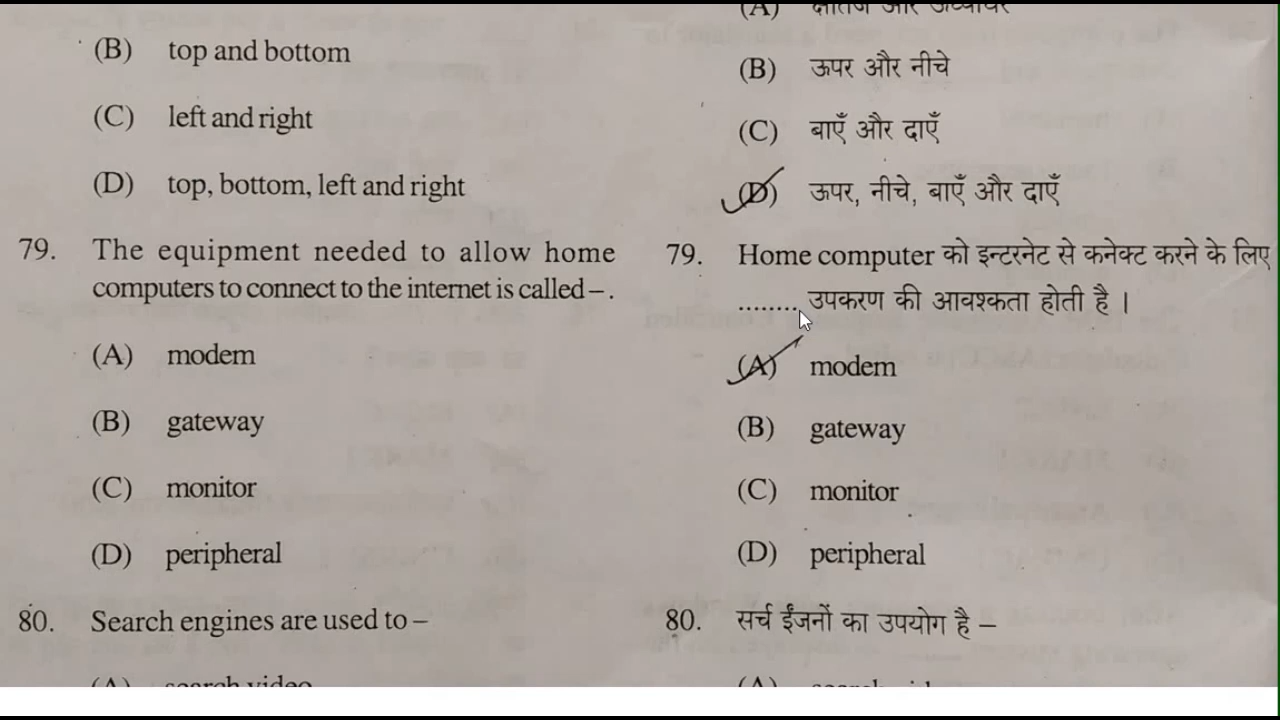 (B) top and bottom
(C) left and right
(D) top, bottom, left and right
79. The equipment needed to allow home
computers to connect to the internet is called – .
(A) modem
(B) gateway
(C) monitor
(D) peripheral
80. Search engines are used to –
(A) search video
(A) क्षैतिज और
(B) ऊपर और नीचे
(C) बाएँ और दाएँ
(D) ऊपर, नीचे, बाएँ और दाएँ
79. Home computer को इन्टरनेट से कनेक्ट करने के लिए
........ उपकरण की आवश्कता होती है ।
(A) modem
(B) gateway
(C) monitor
(D) peripheral
80. सर्च ईंजनों का उपयोग है –
(A)